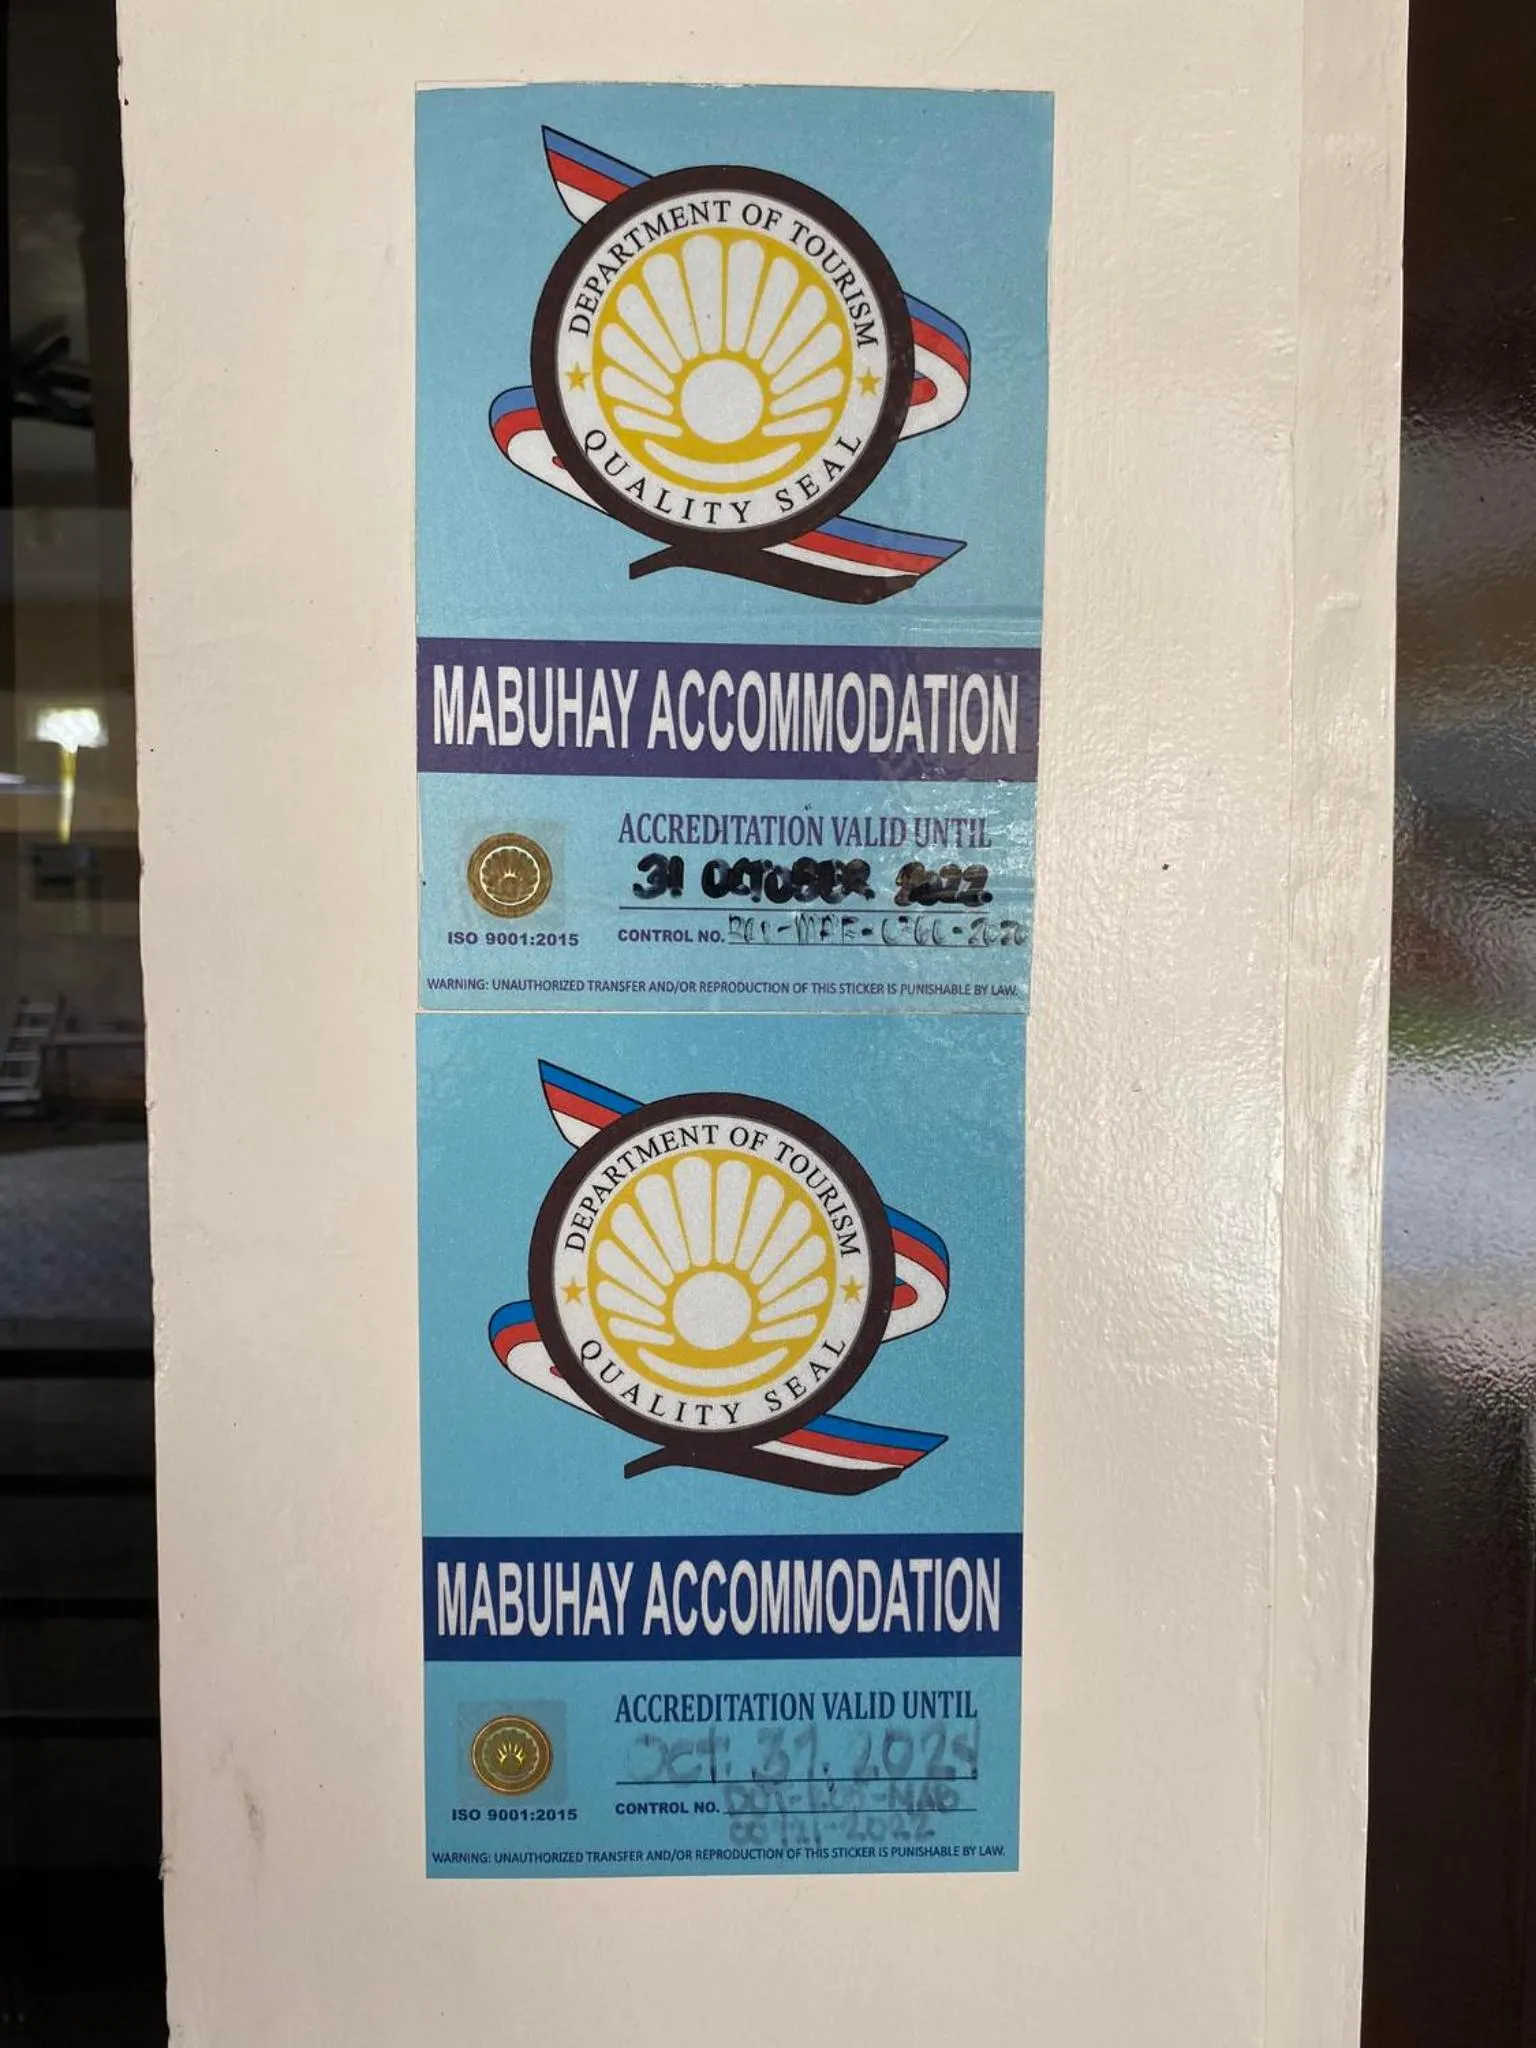 DEPARTMENT OF TOURISM
QUALITY SEAL
MABUHAY ACCOMMODATION
ACCREDITATION VALID UNTIL
31 OCTOBER 2022
ISO 9001:2015
CONTROL NO.
WARNING: UNAUTHORIZED TRANSFER AND/OR REPRODUCTION OF THIS STICKER IS PUNISHABLE BY LAW.
DEPARTMENT OF TOURISM
QUALITY SEAL
MABUHAY ACCOMMODATION
ACCREDITATION VALID UNTIL
OCT. 31, 2024
ISO 9001:2015
CONTROL NO.
WARNING: UNAUTHORIZED TRANSFER AND/OR REPRODUCTION OF THIS STICKER IS PUNISHABLE BY LAW.